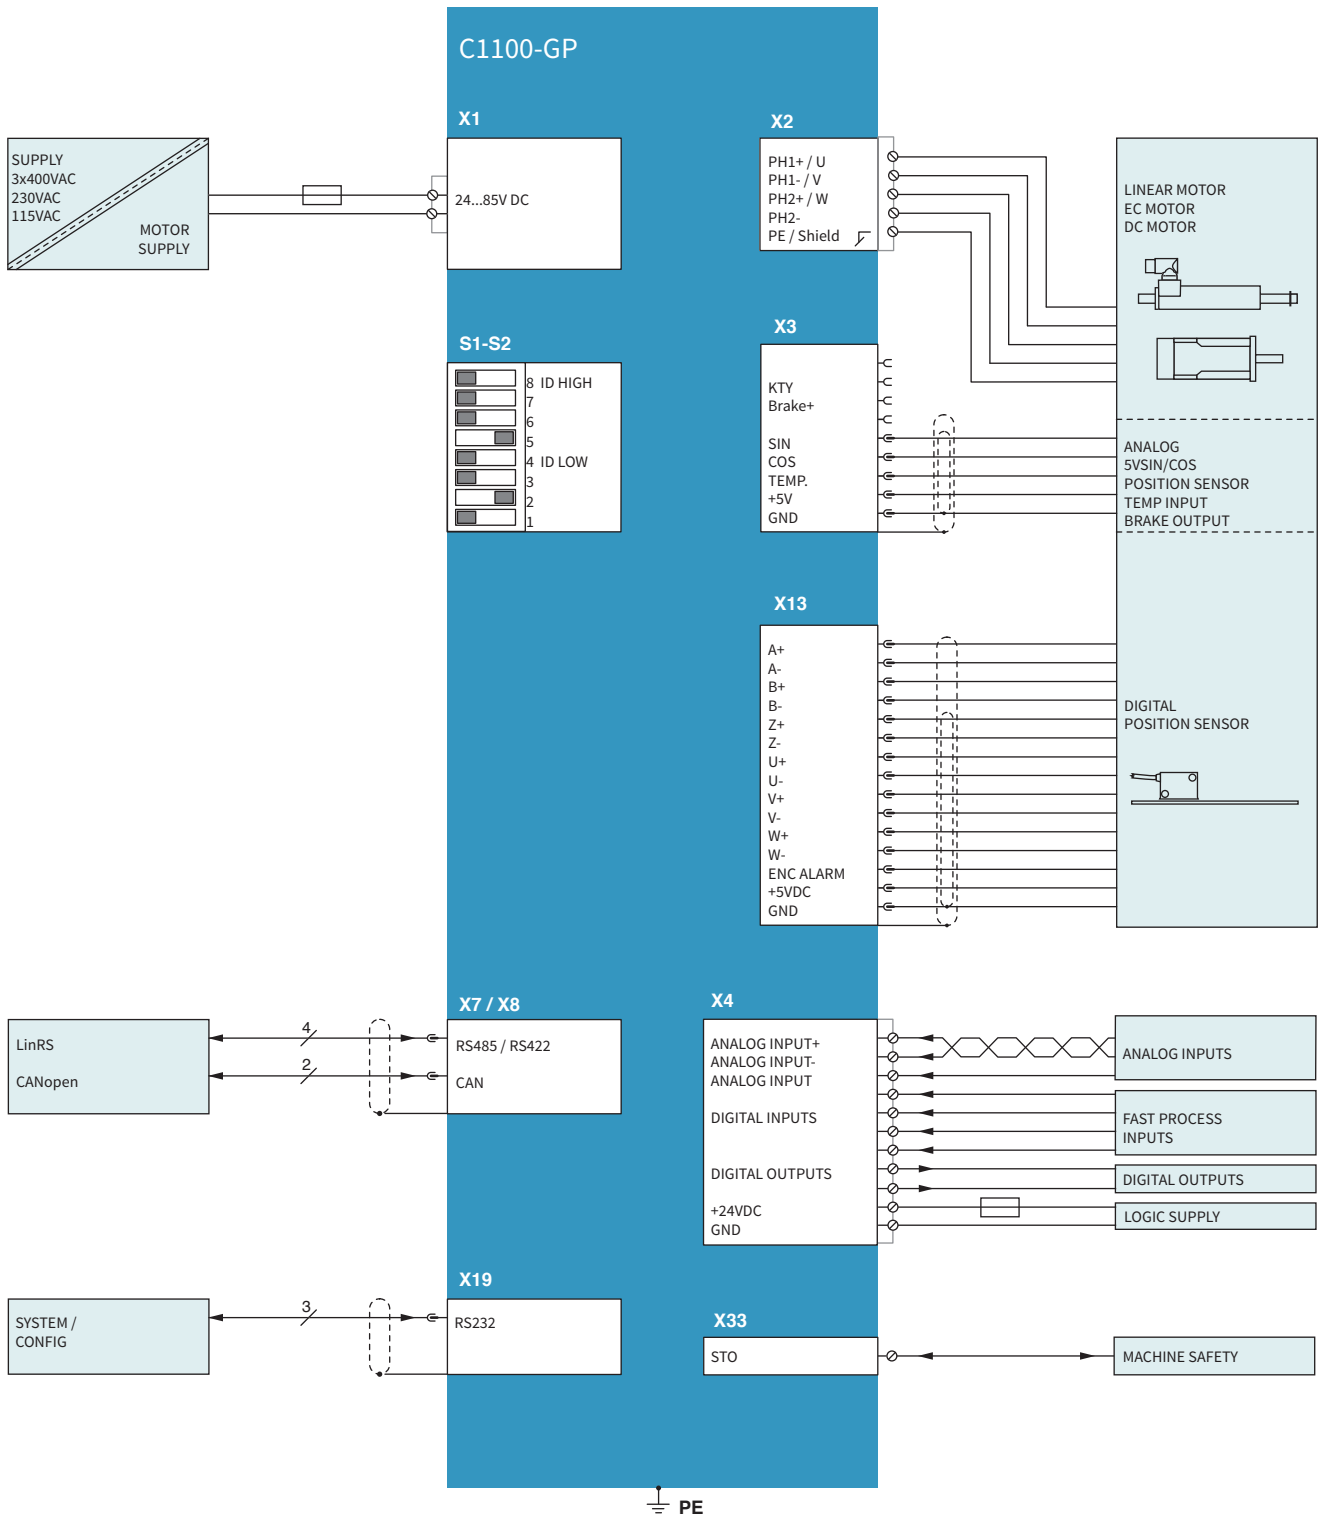 C1100-GP
X1
SUPPLY
3x400VAC
230VAC
115VAC
MOTOR
SUPPLY
24...85V DC
X2
PH1+ / U
PH1- / V
PH2+ / W
PH2-
PE / Shield
LINEAR MOTOR
EC MOTOR
DC MOTOR
S1-S2
8 ID HIGH
7
6
5
4 ID LOW
3
2
1
X3
KTY
Brake+
SIN
COS
TEMP.
+5V
GND
ANALOG
5VSIN/COS
POSITION SENSOR
TEMP INPUT
BRAKE OUTPUT
X13
A+
A-
B+
B-
Z+
Z-
U+
U-
V+
V-
W+
W-
ENC ALARM
+5VDC
GND
DIGITAL
POSITION SENSOR
X7 / X8
LinRS
CANopen
4
2
RS485 / RS422
CAN
X4
ANALOG INPUT+
ANALOG INPUT-
ANALOG INPUT
DIGITAL INPUTS
DIGITAL OUTPUTS
+24VDC
GND
ANALOG INPUTS
FAST PROCESS
INPUTS
DIGITAL OUTPUTS
LOGIC SUPPLY
X19
SYSTEM /
CONFIG
3
RS232
X33
STO
MACHINE SAFETY
PE